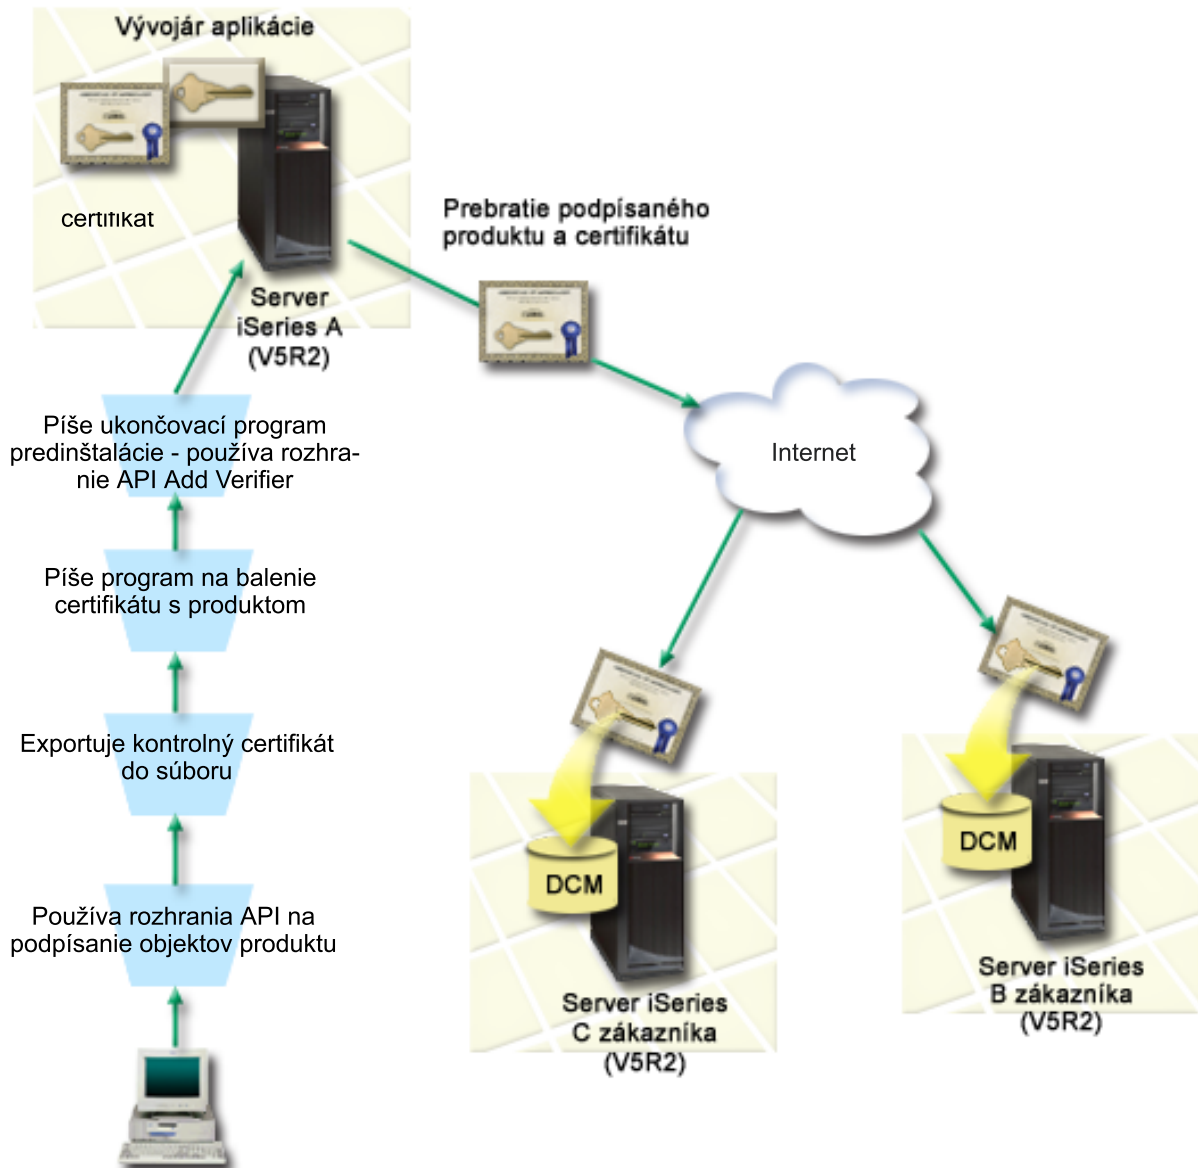 Vývojár aplikácie
certifikat
Server
iSeries A
(V5R2)
Prebratie podpísaného
produktu a certifikátu
Píše ukončovací program
predinštalácie - používa rozhra-
nie API Add Verifier
Internet
Píše program na balenie
certifikátu s produktom
Exportuje kontrolný certifikát
do súboru
Používa rozhrania API na
podpísanie objektov produktu
DCM
Server iSeries
C zákazníka
(V5R2)
DCM
Server iSeries
B zákazníka
(V5R2)